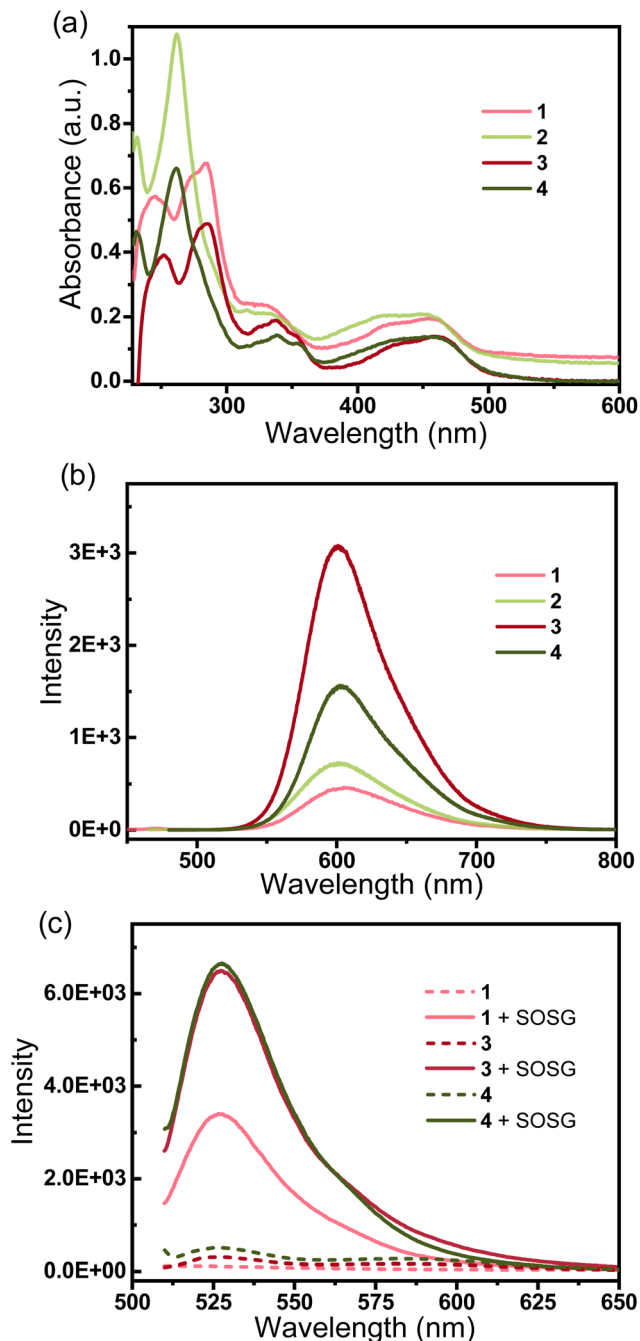 (a)
1.0
0.8
0.6
0.4
0.2
0.0
Absorbance (a.u.)
1
2
3
4
300
400
500
600
Wavelength (nm)
(b)
3E+3
2E+3
1E+3
0E+0
Intensity
1
2
3
4
500
600
700
800
Wavelength (nm)
(c)
6.0E+03
4.0E+03
2.0E+03
0.0E+00
Intensity
1
1 + SOSG
3
3 + SOSG
4
4 + SOSG
500
525
550
575
600
625
650
Wavelength (nm)